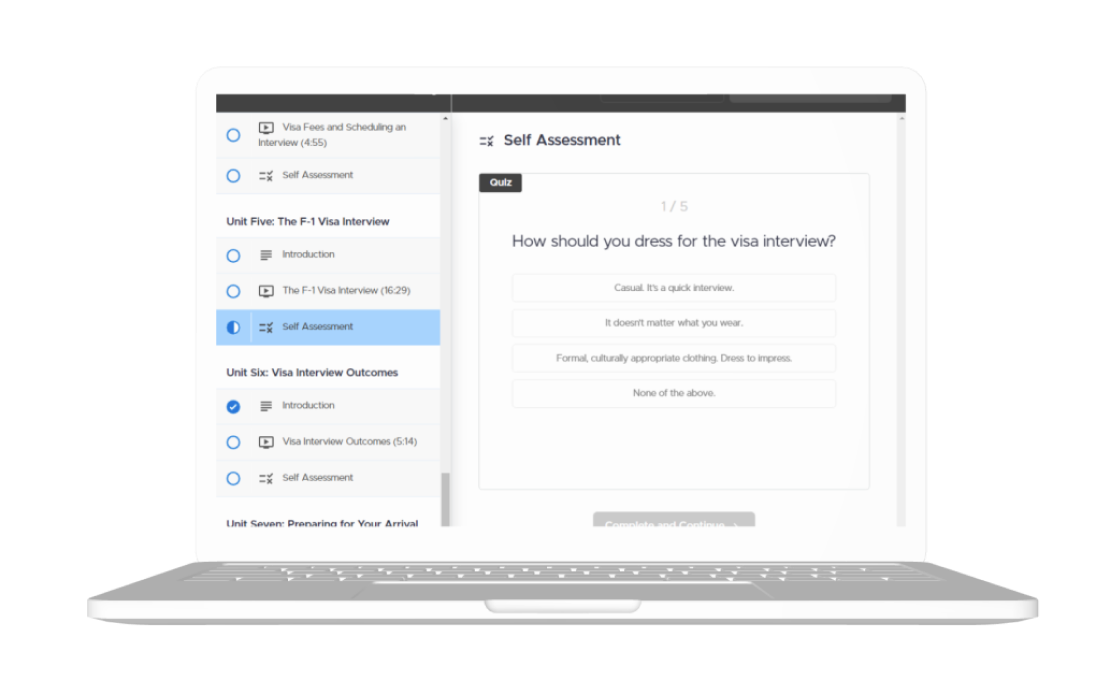 Visa Fees and Scheduling an
Interview (4:55)
Self Assessment
Unit Five: The F-1 Visa Interview
Introduction
The F-1 Visa Interview (16:29)
Self Assessment
Unit Six: Visa Interview Outcomes
Introduction
Visa Interview Outcomes (5:14)
Self Assessment
Unit Seven: Preparing for Your Arrival
Self Assessment
Quiz
1 / 5
How should you dress for the visa interview?
Casual. It's a quick interview.
It doesn't matter what you wear.
Formal, culturally appropriate clothing. Dress to impress.
None of the above.
Complete and Continue >